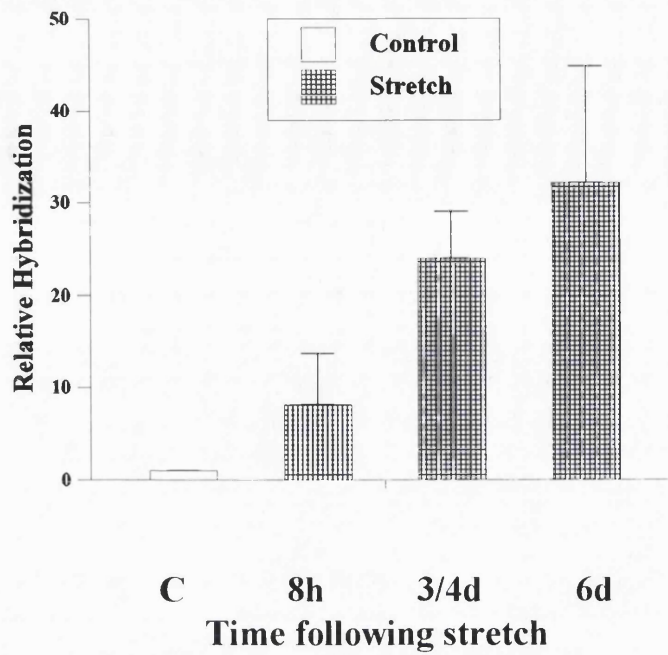 50
Control
Stretch
40
30
20
10
0
Relative Hybridization
C 8h 3/4d 6d
Time following stretch